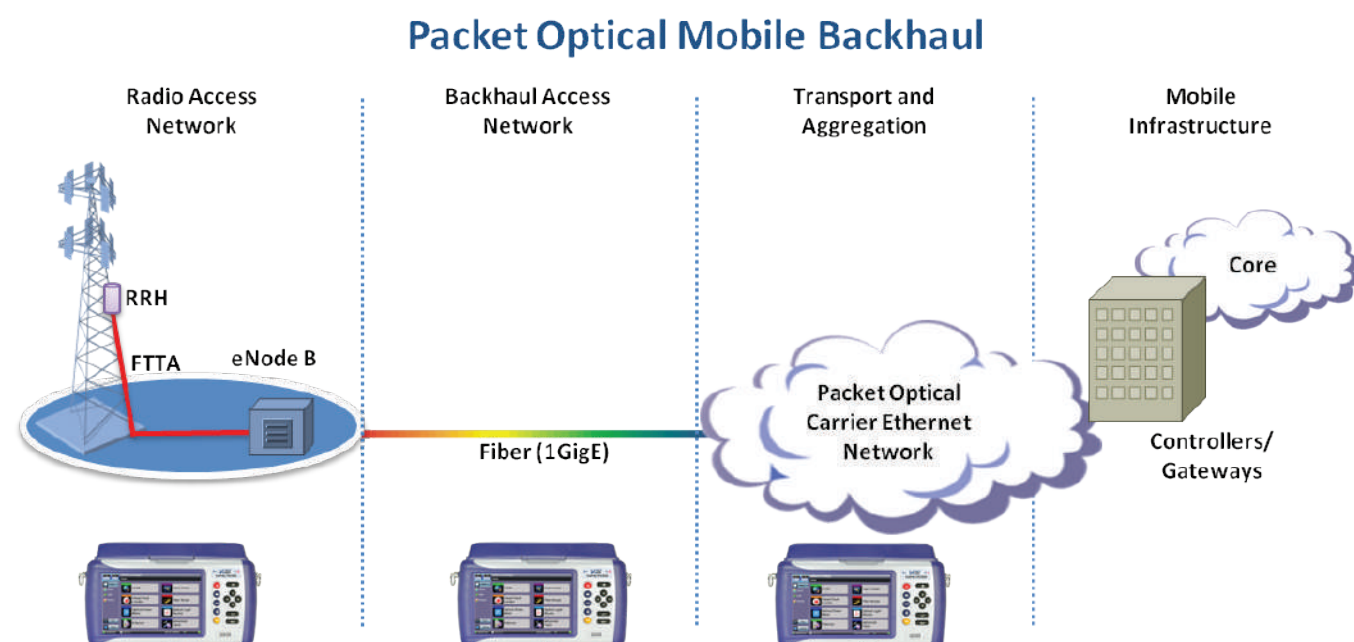 Packet Optical Mobile Backhaul
Radio Access
Network
Backhaul Access
Network
Transport and
Aggregation
Mobile
Infrastructure
Core
RRH
FTTA
eNode B
Packet Optical
Carrier Ethernet
Network
Fiber (1GigE)
Controllers/
Gateways